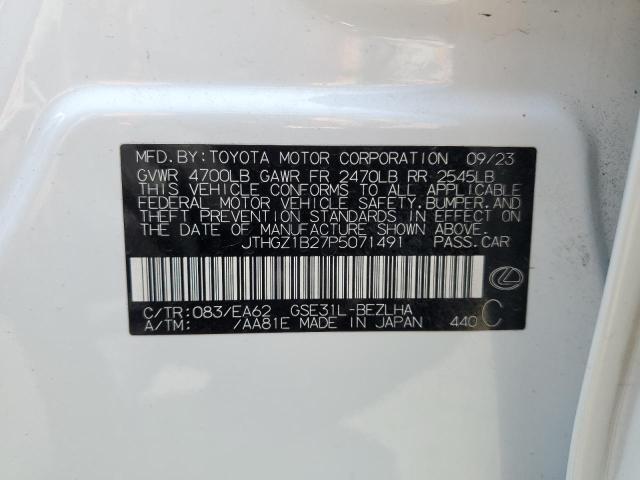 MFD. BY: TOYOTA MOTOR CORPORATION 09/23
GVWR 4700LB GAWR FR 2470LB RR 2545LB
THIS VEHICLE CONFORMS TO ALL APPLICABLE
FEDERAL MOTOR VEHICLE SAFETY, BUMPER, AND
THEFT PREVENTION STANDARDS IN EFFECT ON
THE DATE OF MANUFACTURE SHOWN ABOVE.
JTHGZ1B27P5071491 PASS.CAR
C/TR: 083/EA62 GSE31L-BEZLHA
A/TM: /AA81E MADE IN JAPAN 440 C